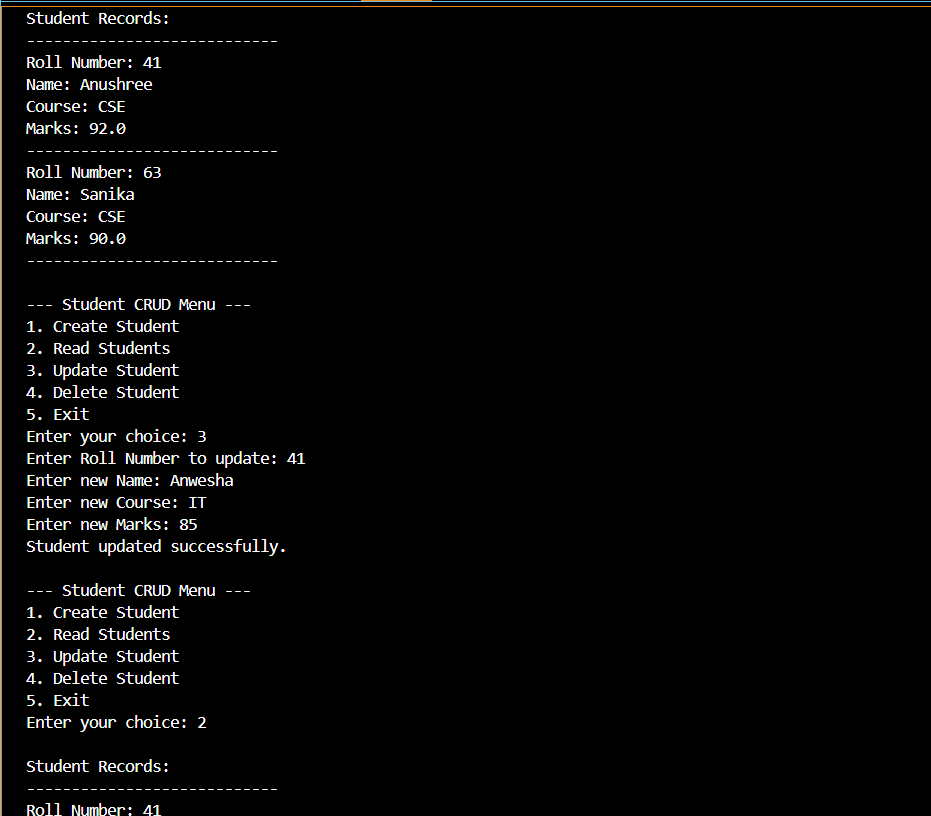 Student Records:
----------------------------
Roll Number: 41
Name: Anushree
Course: CSE
Marks: 92.0
----------------------------
Roll Number: 63
Name: Sanika
Course: CSE
Marks: 90.0
----------------------------
--- Student CRUD Menu ---
1. Create Student
2. Read Students
3. Update Student
4. Delete Student
5. Exit
Enter your choice: 3
Enter Roll Number to update: 41
Enter new Name: Anwesha
Enter new Course: IT
Enter new Marks: 85
Student updated successfully.
--- Student CRUD Menu ---
1. Create Student
2. Read Students
3. Update Student
4. Delete Student
5. Exit
Enter your choice: 2
Student Records:
----------------------------
Roll Number: 41